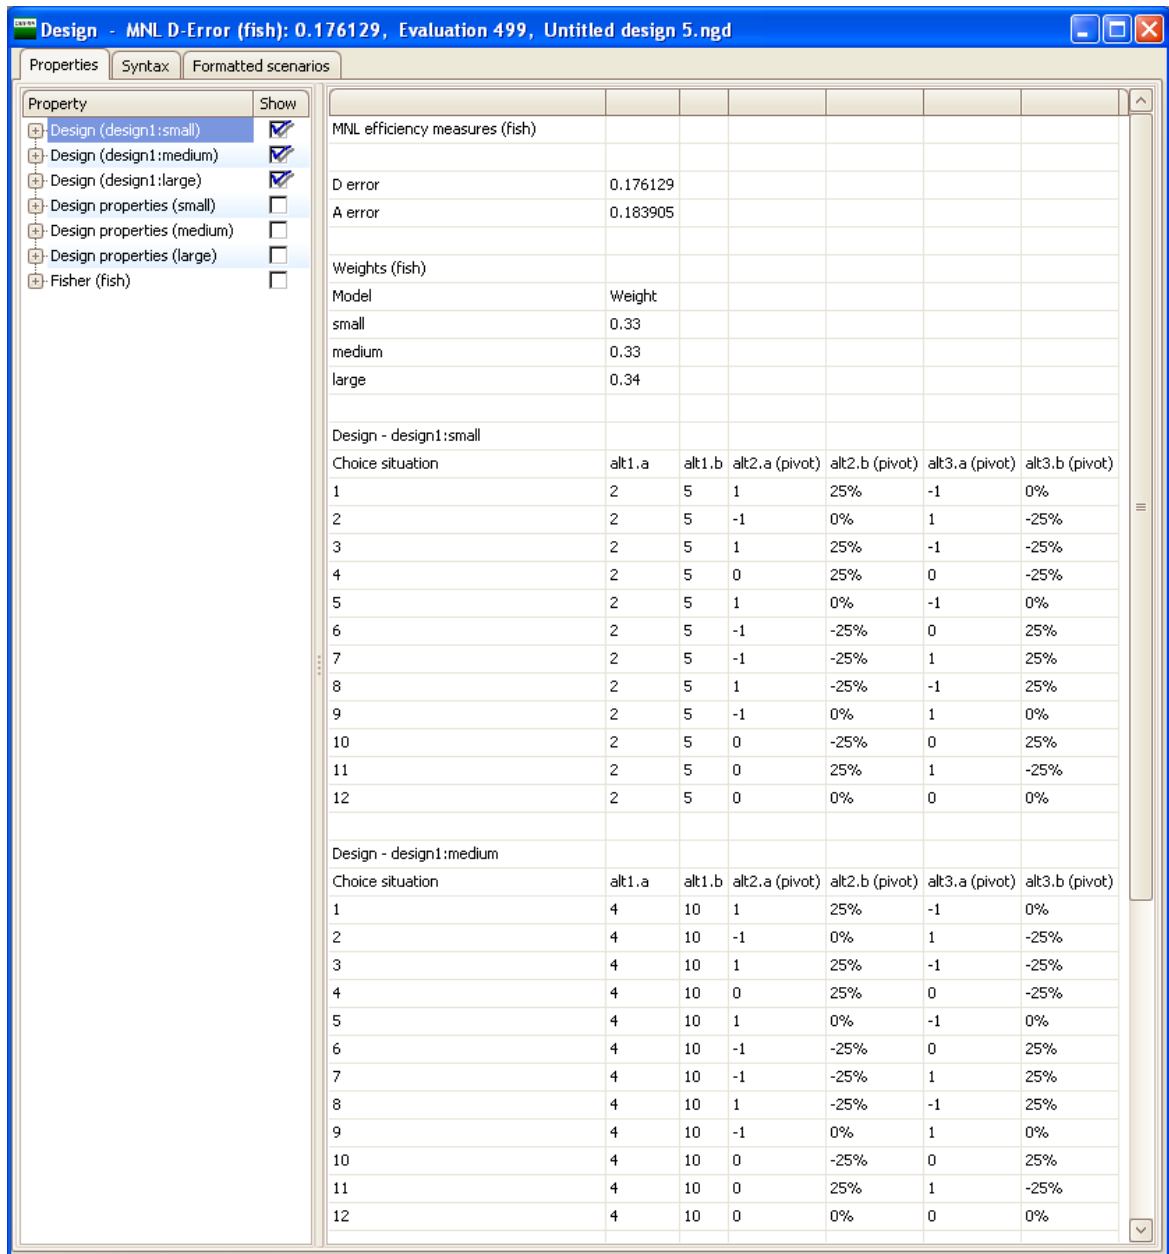 Design - MNL D-Error (fish): 0.176129, Evaluation 499, Untitled design 5.ngd
Properties Syntax Formatted scenarios
Property Show
Design (design1:small)
Design (design1:medium)
Design (design1:large)
Design properties (small)
Design properties (medium)
Design properties (large)
Fisher (fish)
MNL efficiency measures (fish)
D error 0.176129
A error 0.183905
Weights (fish)
Model Weight
small 0.33
medium 0.33
large 0.34
Design - design1:small
Choice situation alt1.a alt1.b alt2.a (pivot) alt2.b (pivot) alt3.a (pivot) alt3.b (pivot)
1 2 5 1 25% -1 0%
2 2 5 -1 0% 1 -25%
3 2 5 1 25% -1 -25%
4 2 5 0 25% 0 -25%
5 2 5 1 0% -1 0%
6 2 5 -1 -25% 0 25%
7 2 5 -1 -25% 1 25%
8 2 5 1 -25% -1 25%
9 2 5 -1 0% 1 0%
10 2 5 0 -25% 0 25%
11 2 5 0 25% 1 -25%
12 2 5 0 0% 0 0%
Design - design1:medium
Choice situation alt1.a alt1.b alt2.a (pivot) alt2.b (pivot) alt3.a (pivot) alt3.b (pivot)
1 4 10 1 25% -1 0%
2 4 10 -1 0% 1 -25%
3 4 10 1 25% -1 -25%
4 4 10 0 25% 0 -25%
5 4 10 1 0% -1 0%
6 4 10 -1 -25% 0 25%
7 4 10 -1 -25% 1 25%
8 4 10 1 -25% -1 25%
9 4 10 -1 0% 1 0%
10 4 10 0 -25% 0 25%
11 4 10 0 25% 1 -25%
12 4 10 0 0% 0 0%